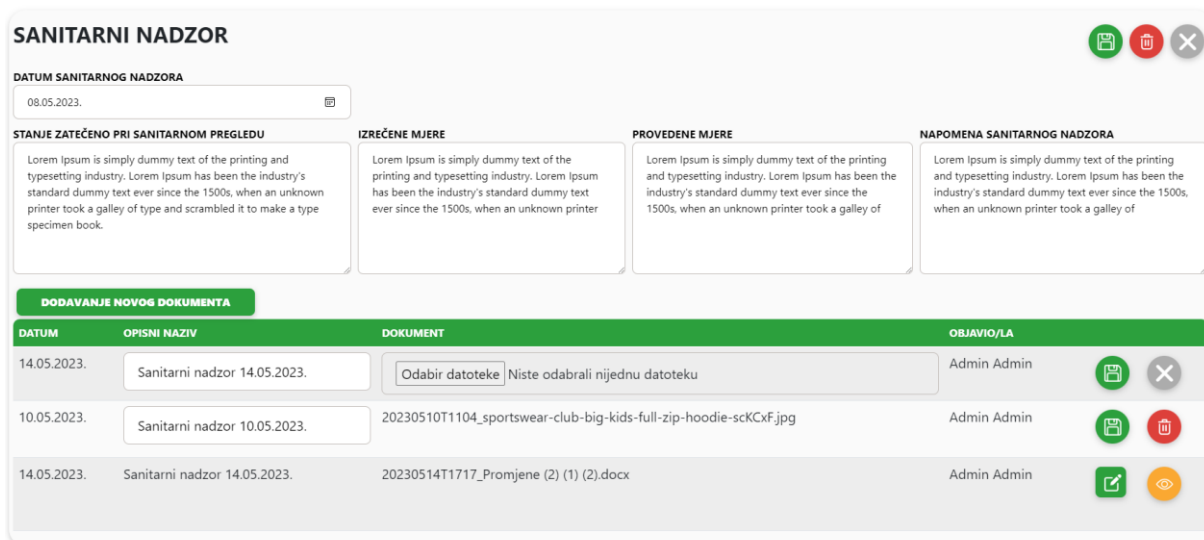 SANITARNI NADZOR
DATUM SANITARNOG NADZORA
08.05.2023.
STANJE ZATEČENO PRI SANITARNOM PREGLEDU
Lorem Ipsum is simply dummy text of the printing and
typesetting industry. Lorem Ipsum has been the industry's
standard dummy text ever since the 1500s, when an unknown
printer took a galley of type and scrambled it to make a type
specimen book.
IZREČENE MJERE
Lorem Ipsum is simply dummy text of the
printing and typesetting industry. Lorem Ipsum
has been the industry's standard dummy text
ever since the 1500s, when an unknown printer
PROVEDENE MJERE
Lorem Ipsum is simply dummy text of the printing
and typesetting industry. Lorem Ipsum has been the
industry's standard dummy text ever since the
1500s, when an unknown printer took a galley of
NAPOMENA SANITARNOG NADZORA
Lorem Ipsum is simply dummy text of the printing
and typesetting industry. Lorem Ipsum has been the
industry's standard dummy text ever since the 1500s,
when an unknown printer took a galley of
DODAVANJE NOVOG DOKUMENTA
DATUM OPISNI NAZIV DOKUMENT OBJAVIO/LA
14.05.2023. Sanitarni nadzor 14.05.2023. Odabir datoteke Niste odabrali nijednu datoteku Admin Admin
10.05.2023. Sanitarni nadzor 10.05.2023. 20230510T1104_sportswear-club-big-kids-full-zip-hoodie-scKCxF.jpg Admin Admin
14.05.2023. Sanitarni nadzor 14.05.2023. 20230514T1717_Promjene (2) (1) (2).docx Admin Admin